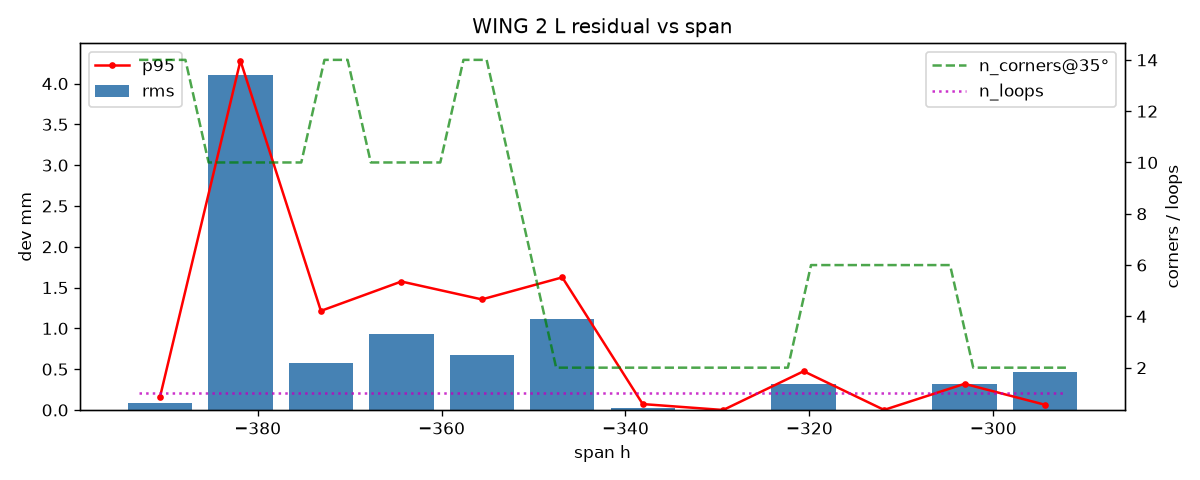 WING 2 L residual vs span
p95
rms
n_corners@35°
n_loops
dev mm
4.0
3.5
3.0
2.5
2.0
1.5
1.0
0.5
0.0
14
12
10
8
6
4
2
corners / loops
−380
−360
−340
−320
−300
span h